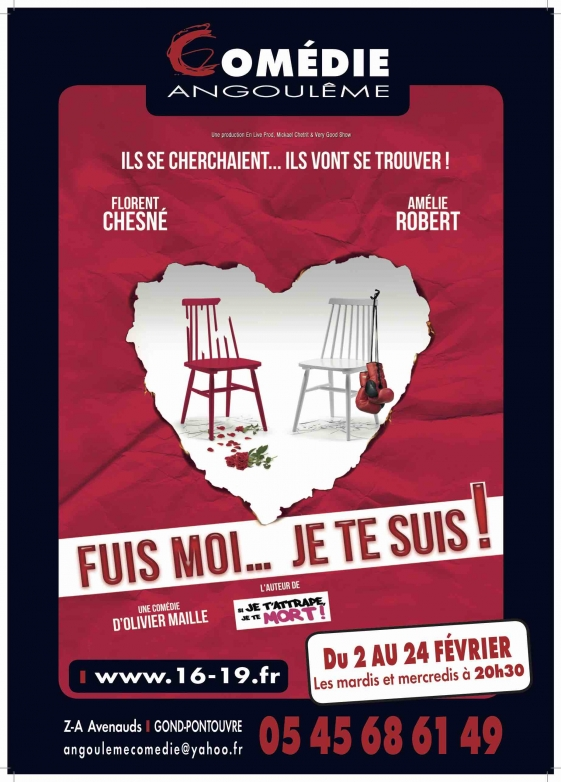 COMÉDIE
ANGOULÊME
Une production En Live Prod, Mickael Chetrit & Very Good Show
ILS SE CHERCHAIENT... ILS VONT SE TROUVER !
FLORENT
CHESNÉ
AMÉLIE
ROBERT
FUIS MOI... JE TE SUIS !
UNE COMÉDIE
D'OLIVIER MAILLE
L'AUTEUR DE
SI JE T'ATTRAPE,
JE TE MORT !
Du 2 AU 24 FÉVRIER
Les mardis et mercredis à 20h30
www.16-19.fr
Z-A Avenauds I GOND-PONTOUVRE
angoulemecomedie@yahoo.fr
05 45 68 61 49